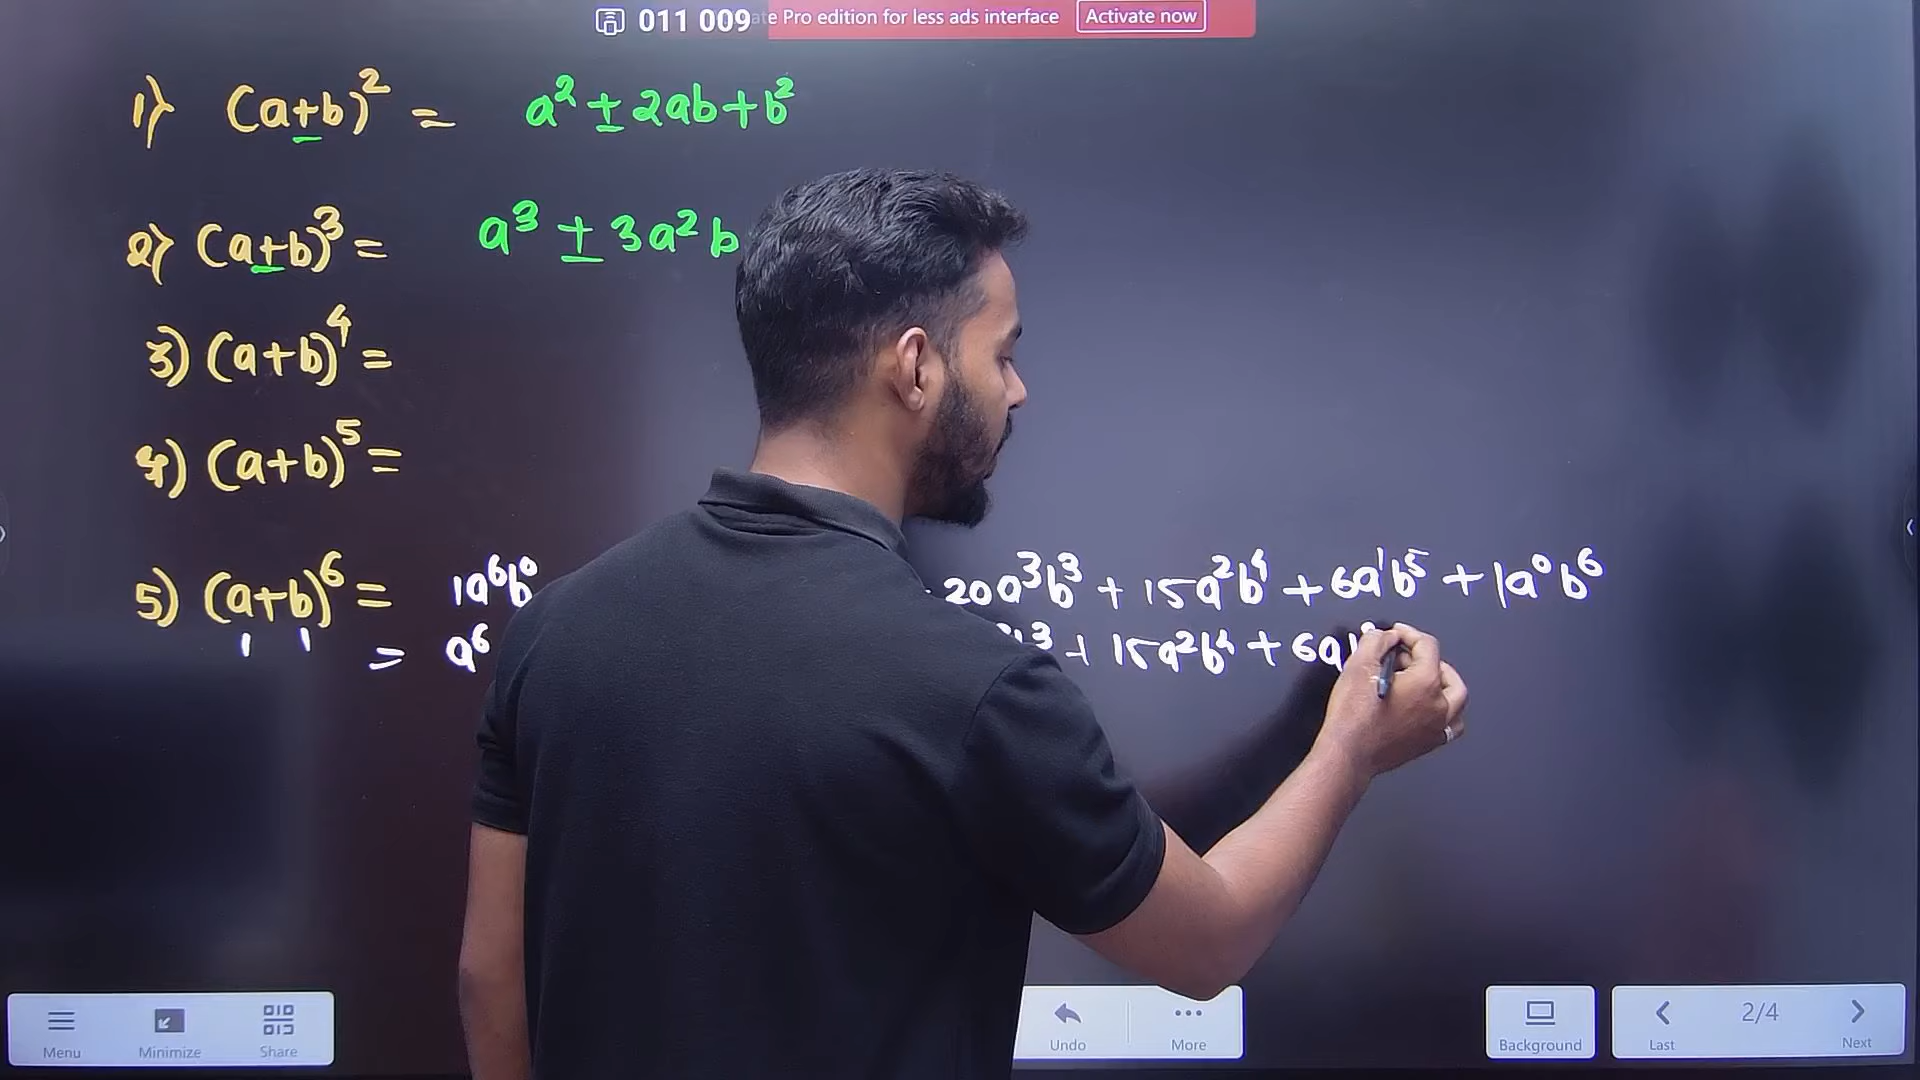 011 009 te Pro edition for less ads interface Activate now
1) (a±b)² = a² ± 2ab + b²
2) (a±b)³ = a³ ± 3a²b
3) (a+b)⁴ =
4) (a+b)⁵ =
5) (a+b)⁶ = 1a⁶b⁰ 20a³b³ + 15a²b⁴ + 6a¹b⁵ + 1a⁰b⁶
1 1
= a⁶ ³ + 15a²b⁴ + 6a
Menu Minimize Share Undo More Background Last 2/4 Next